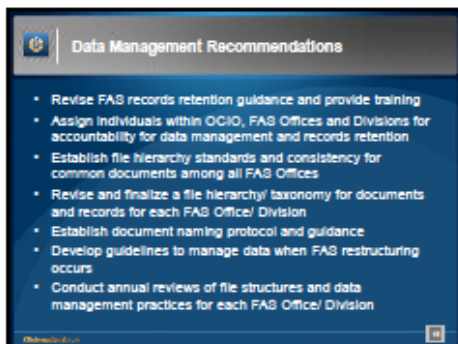 Data Management Recommendations
• Revise FAS records retention guidance and provide training
• Assign individuals within OCIO, FAS Offices and Divisions for
accountability for data management and records retention
• Establish file hierarchy standards and consistency for
common documents among all FAS Offices
• Revise and finalize a file hierarchy/ taxonomy for documents
and records for each FAS Office/ Division
• Establish document naming protocol and guidance
• Develop guidelines to manage data when FAS restructuring
occurs
• Conduct annual reviews of file structures and data
management practices for each FAS Office/ Division